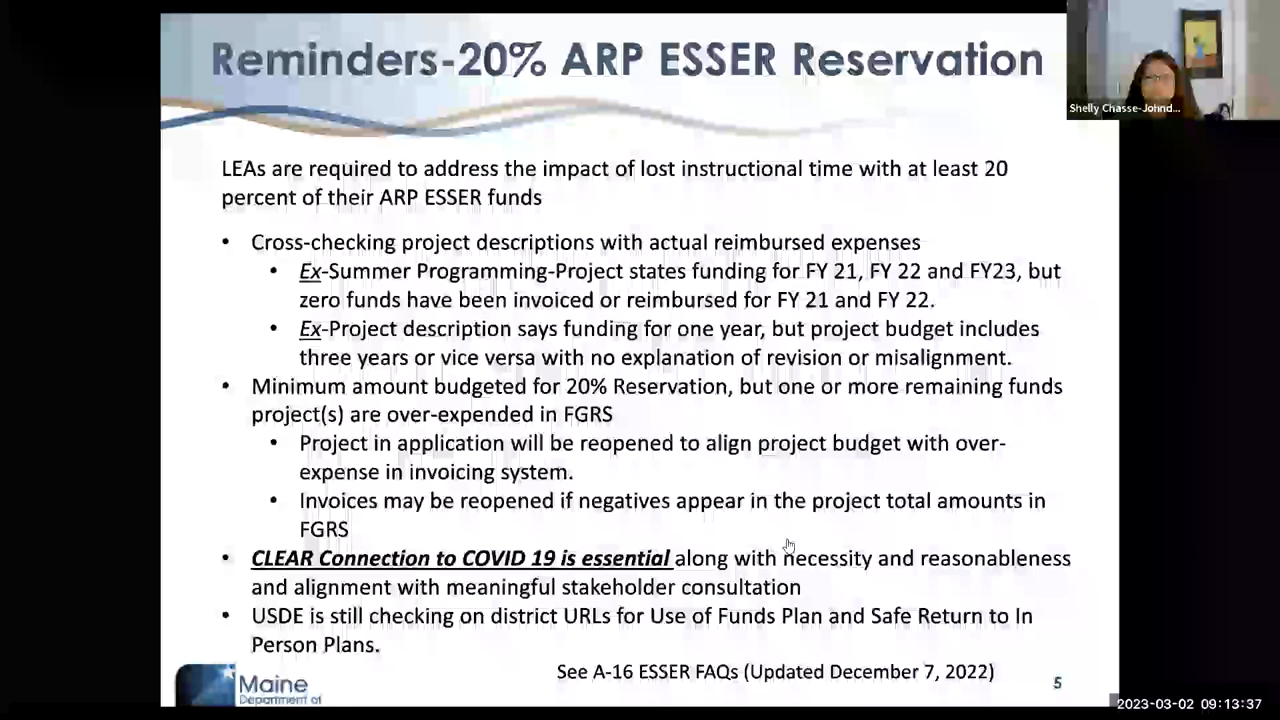 Reminders-20% ARP ESSER Reservation
Shelly Chasse-Johnd...
LEAs are required to address the impact of lost instructional time with at least 20
percent of their ARP ESSER funds
• Cross-checking project descriptions with actual reimbursed expenses
• Ex-Summer Programming-Project states funding for FY 21, FY 22 and FY23, but
zero funds have been invoiced or reimbursed for FY 21 and FY 22.
• Ex-Project description says funding for one year, but project budget includes
three years or vice versa with no explanation of revision or misalignment.
• Minimum amount budgeted for 20% Reservation, but one or more remaining funds
project(s) are over-expended in FGRS
• Project in application will be reopened to align project budget with over-
expense in invoicing system.
• Invoices may be reopened if negatives appear in the project total amounts in
FGRS
• CLEAR Connection to COVID 19 is essential along with necessity and reasonableness
and alignment with meaningful stakeholder consultation
• USDE is still checking on district URLs for Use of Funds Plan and Safe Return to In
Person Plans.
See A-16 ESSER FAQs (Updated December 7, 2022)
5
Maine
Department of
2023-03-02 09:13:37